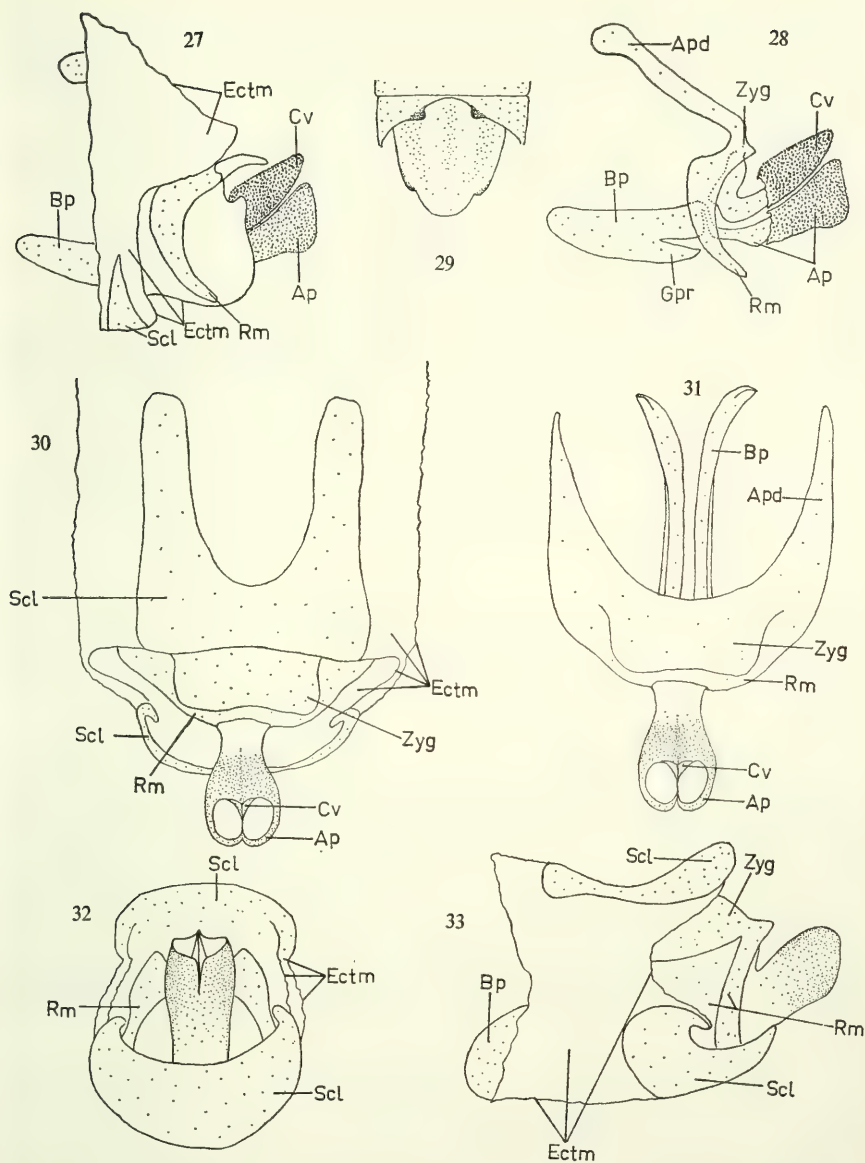 27
Ectm
Cv
Bp
Ap
Scl
Ectm
Rm
29
28
Apd
Zyg
Cv
Bp
Gpr
Ap
Rm
30
Scl
Ectm
Scl
Zyg
Rm
Cv
Ap
31
Bp
Apd
Zyg
Rm
Cv
Ap
32
Scl
Ectm
Rm
Scl
33
Scl
Zyg
Bp
Rm
Scl
Ectm